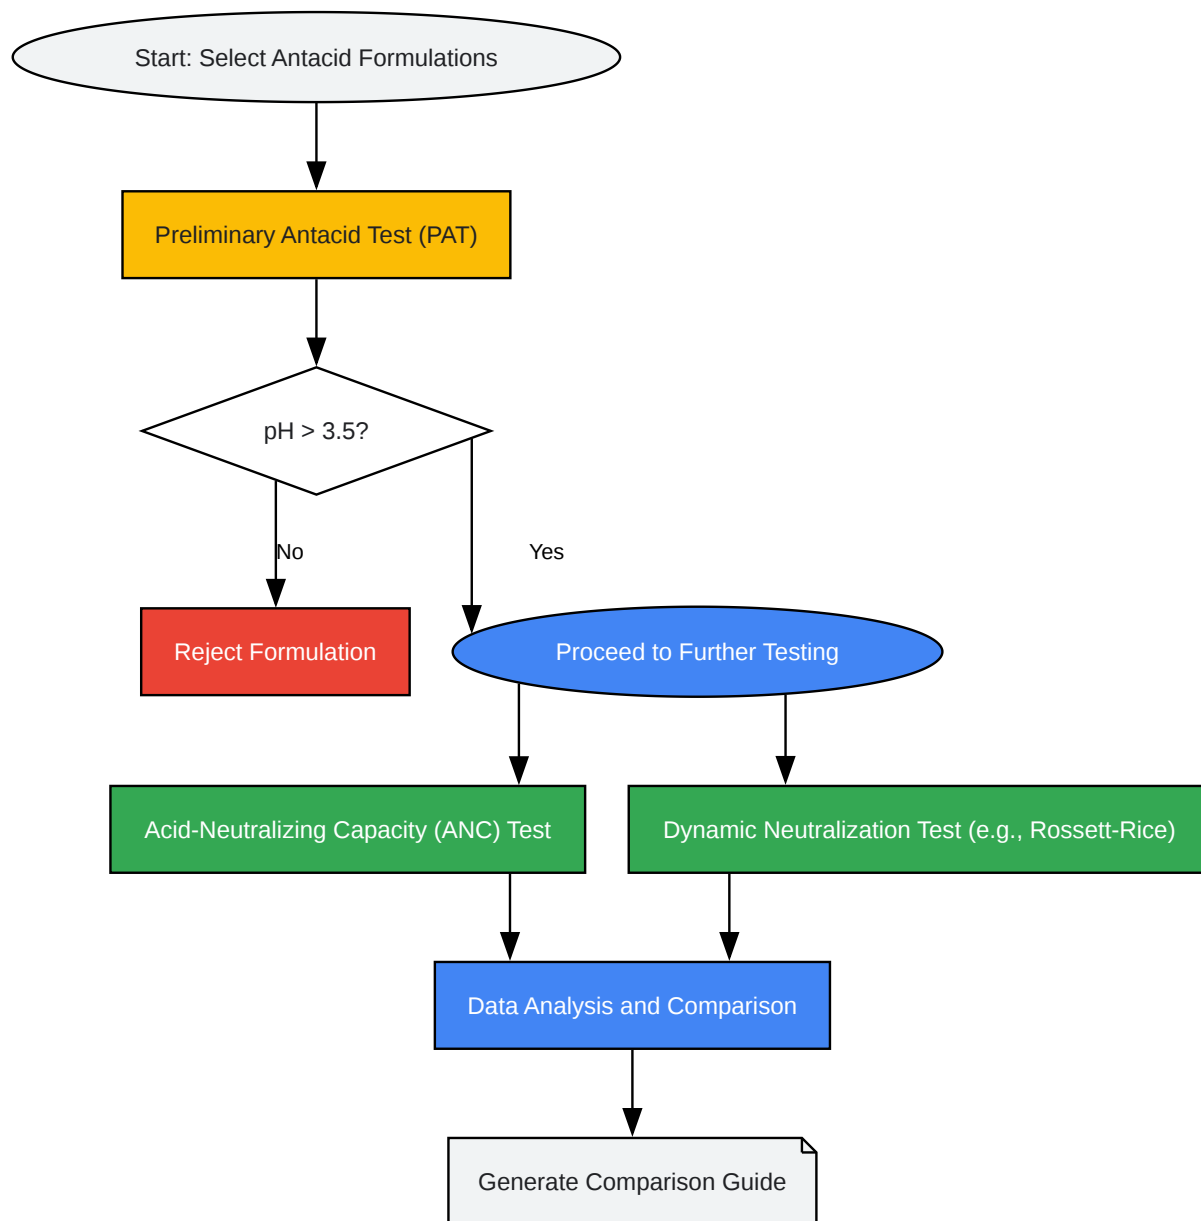 Start: Select Antacid Formulations
Preliminary Antacid Test (PAT)
pH > 3.5?
No
Yes
Reject Formulation
Proceed to Further Testing
Acid-Neutralizing Capacity (ANC) Test
Dynamic Neutralization Test (e.g., Rossett-Rice)
Data Analysis and Comparison
Generate Comparison Guide